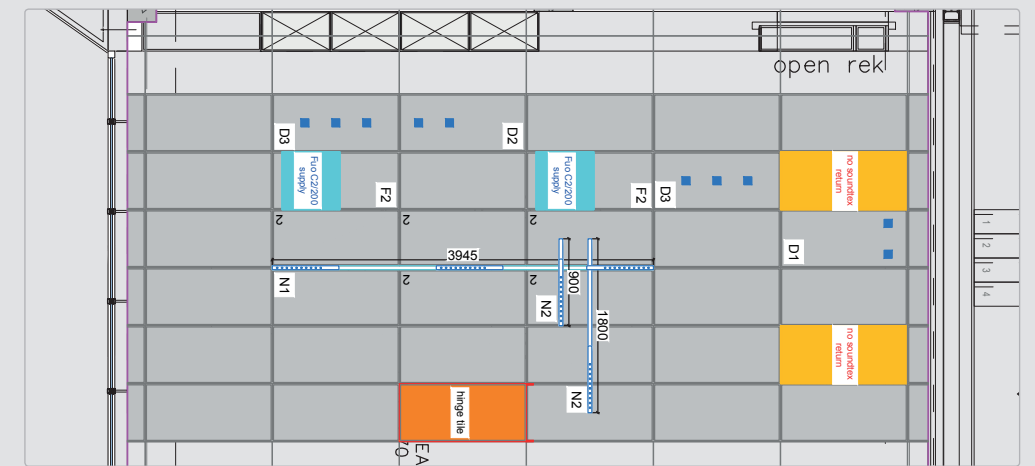 open rek
D3
D2
Fuo C2/200
supply
F2
Fuo C2/200
supply
F2
D3
no soundtex
return
D1
2
2
2
3945
N1
2
2
900
N2
1800
no soundtex
return
hinge tile
N2
EA
70
1
2
3
4